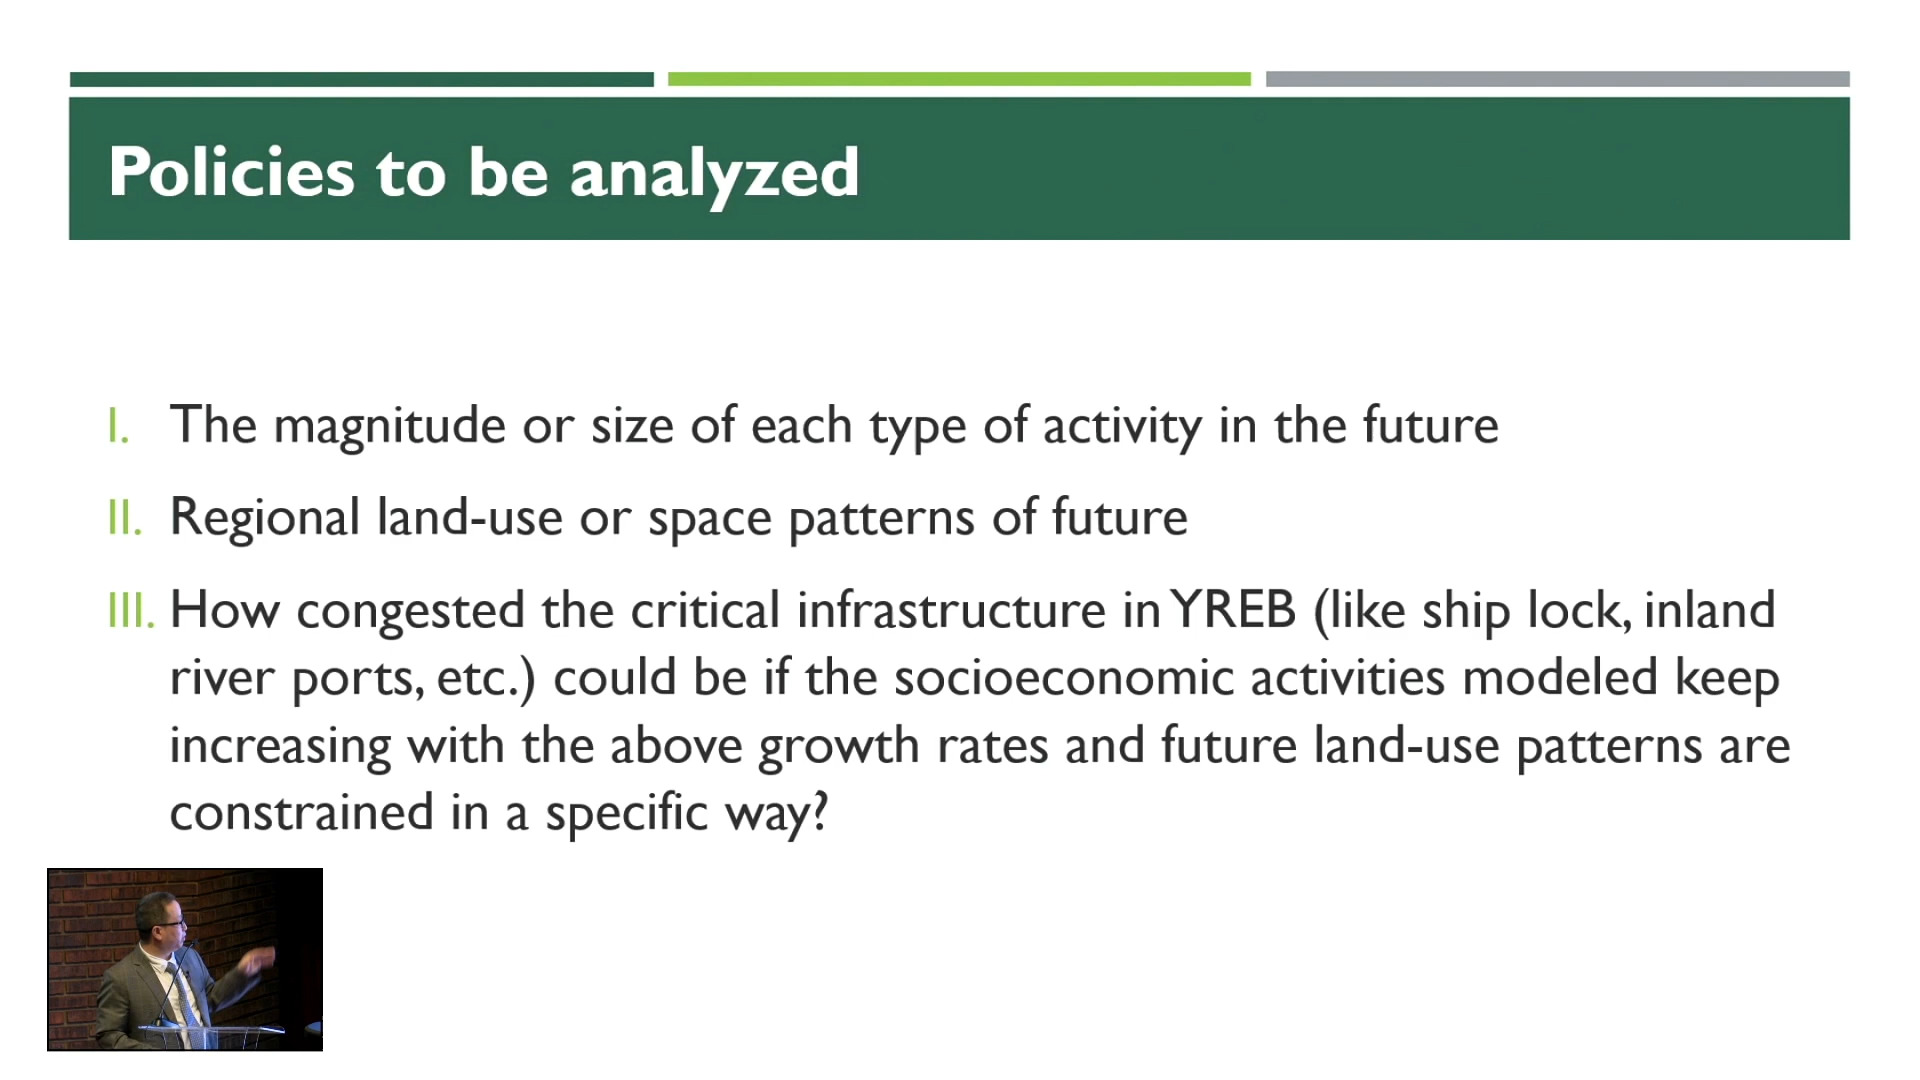 Policies to be analyzed
I. The magnitude or size of each type of activity in the future
II. Regional land-use or space patterns of future
III. How congested the critical infrastructure in YREB (like ship lock, inland
river ports, etc.) could be if the socioeconomic activities modeled keep
increasing with the above growth rates and future land-use patterns are
constrained in a specific way?